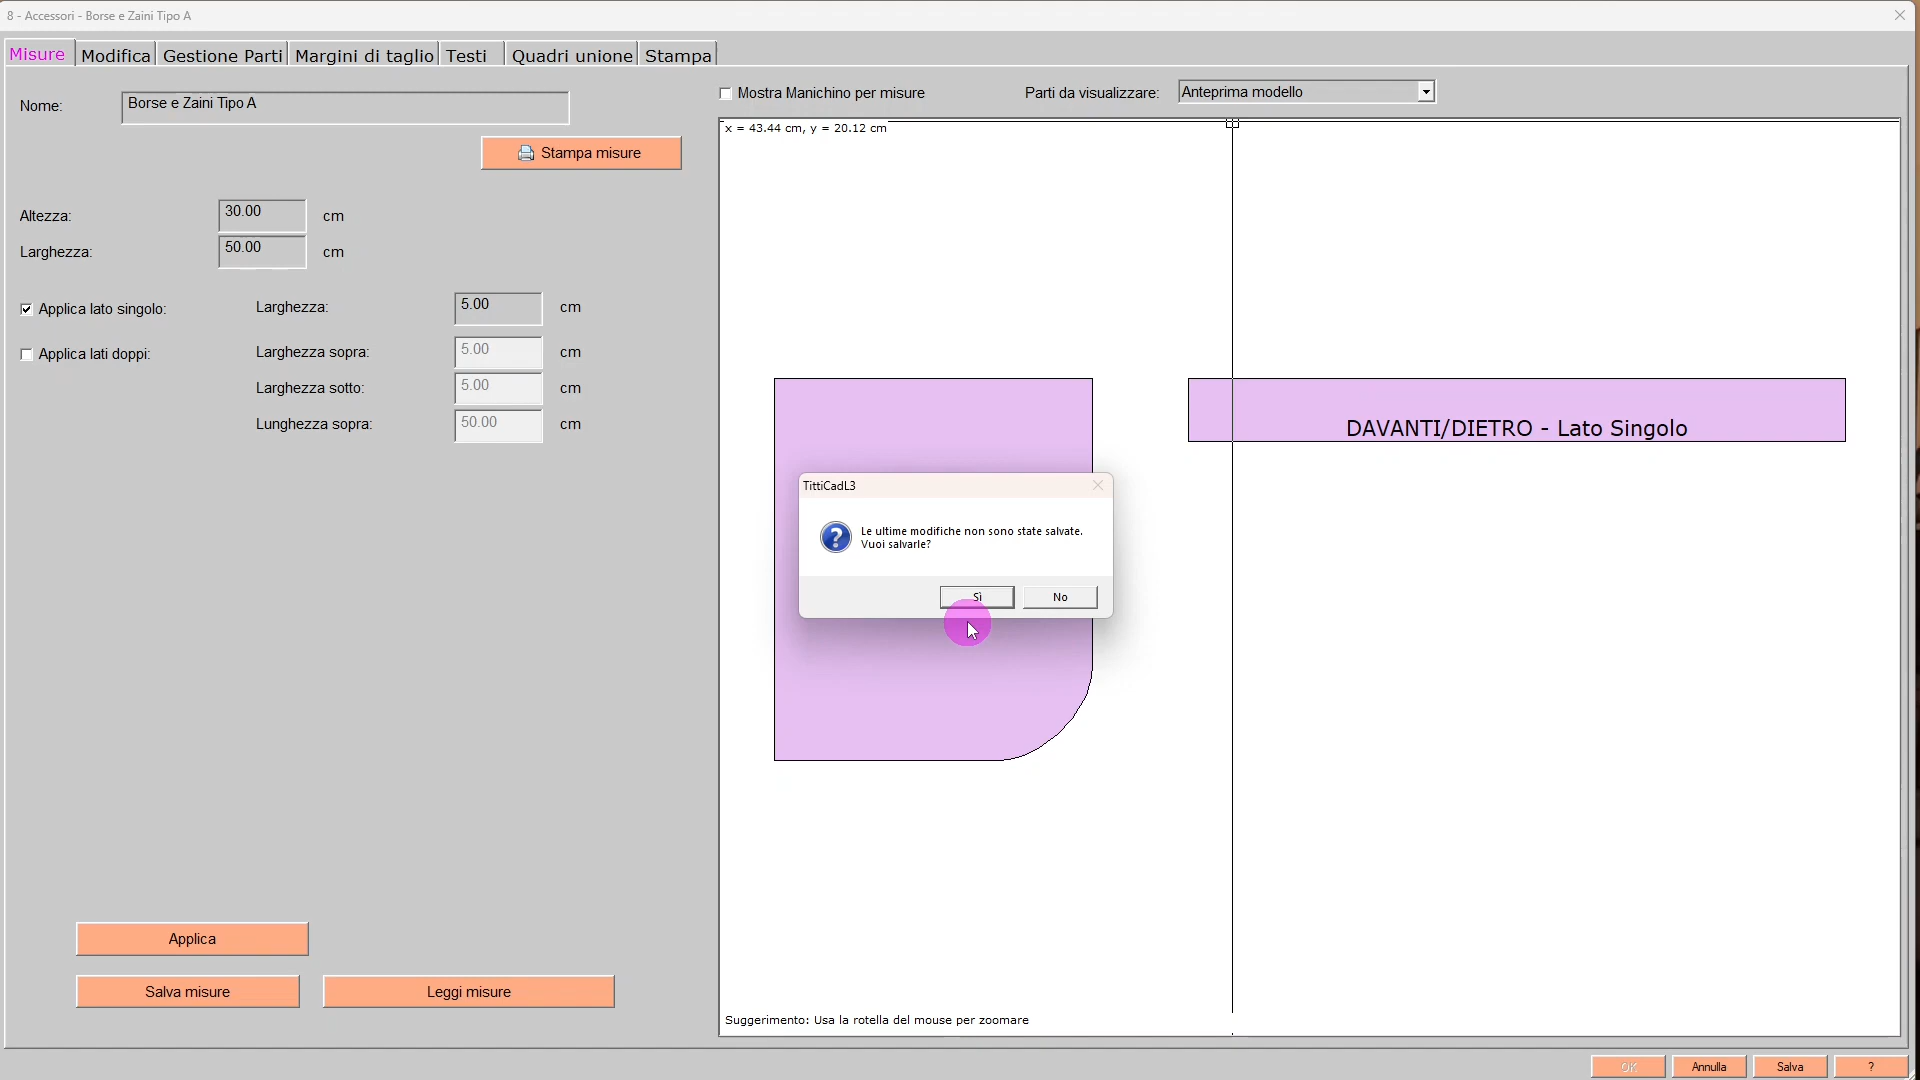 8 - Accessori - Borse e Zaini Tipo A
Misure Modifica Gestione Parti Margini di taglio Testi Quadri unione Stampa
Nome: Borse e Zaini Tipo A
Stampa misure
Altezza: 30.00 cm
Larghezza: 50.00 cm
Applica lato singolo: Larghezza: 5.00 cm
Applica lati doppi: Larghezza sopra: 5.00 cm
Larghezza sotto: 5.00 cm
Lunghezza sopra: 50.00 cm
Applica
Salva misure Leggi misure
Mostra Manichino per misure Parti da visualizzare: Anteprima modello
x = 43.44 cm, y = 20.12 cm
DAVANTI/DIETRO - Lato Singolo
TittiCadL3
Le ultime modifiche non sono state salvate.
Vuoi salvarle?
Sì No
Suggerimento: Usa la rotella del mouse per zoomare
OK Annulla Salva ?